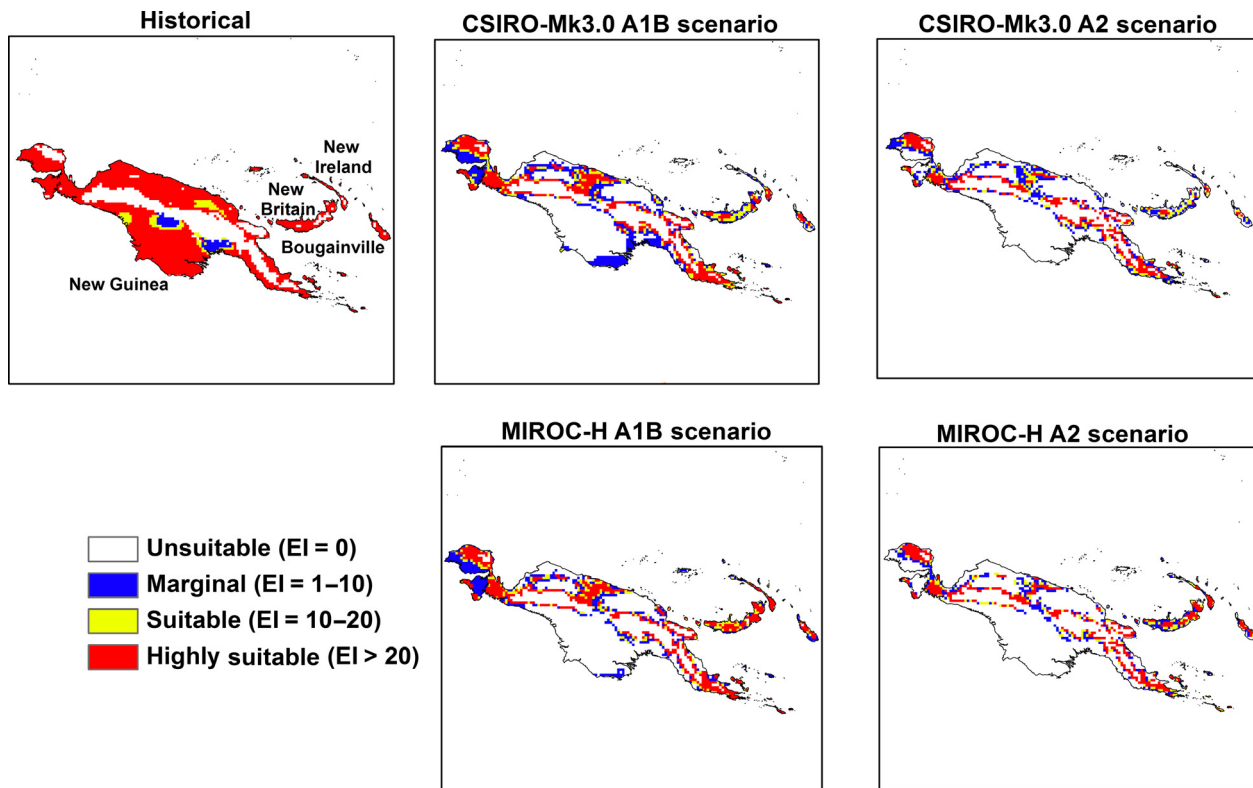 Historical
CSIRO-Mk3.0 A1B scenario
CSIRO-Mk3.0 A2 scenario
New
Ireland
New
Britain
Bougainville
New Guinea
MIROC-H A1B scenario
MIROC-H A2 scenario
Unsuitable (EI = 0)
Marginal (EI = 1–10)
Suitable (EI = 10–20)
Highly suitable (EI > 20)